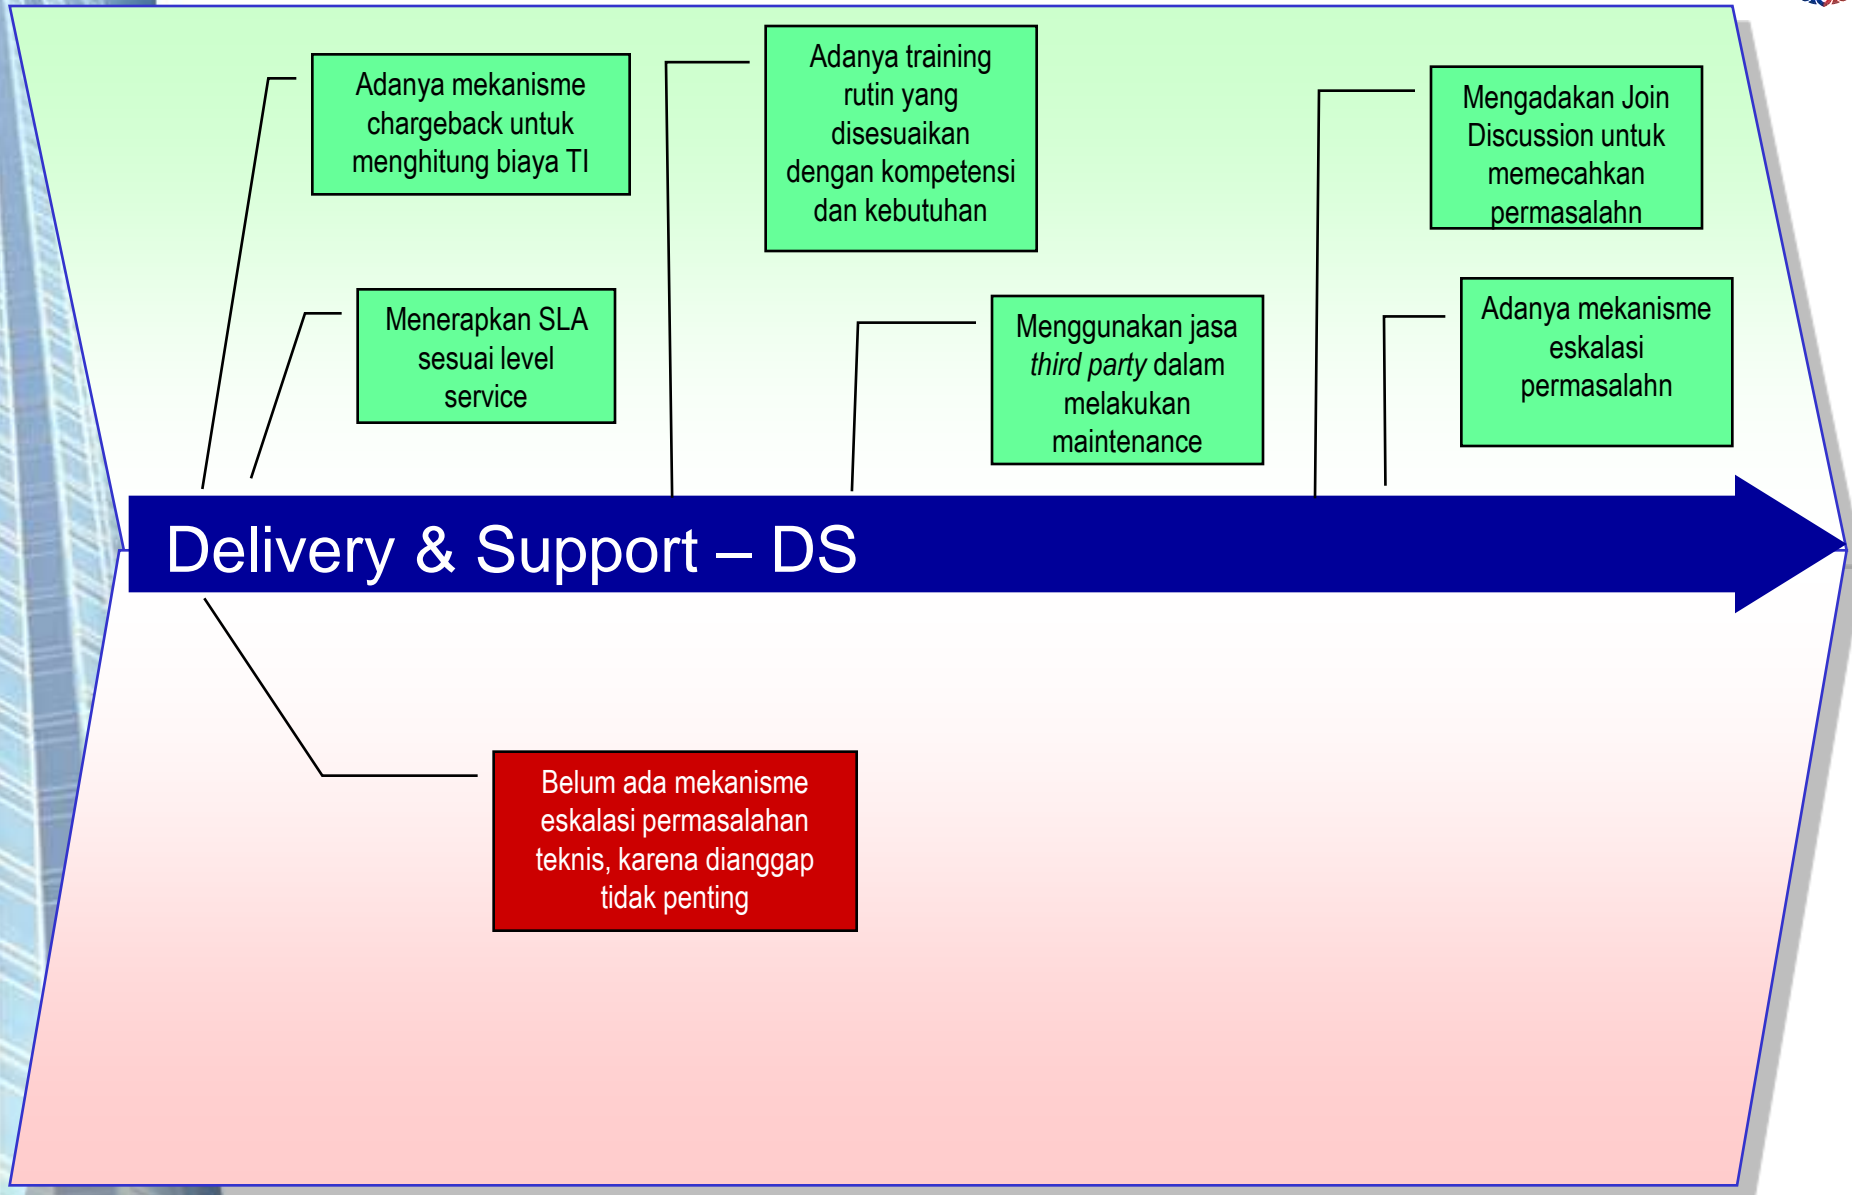 Adanya mekanisme
chargeback untuk
menghitung biaya TI
Adanya training
rutin yang
disesuaikan
dengan kompetensi
dan kebutuhan
Mengadakan Join
Discussion untuk
memecahkan
permasalahn
Menerapkan SLA
sesuai level
service
Menggunakan jasa
third party dalam
melakukan
maintenance
Adanya mekanisme
eskalasi
permasalahn
Delivery & Support – DS
Belum ada mekanisme
eskalasi permasalahan
teknis, karena dianggap
tidak penting